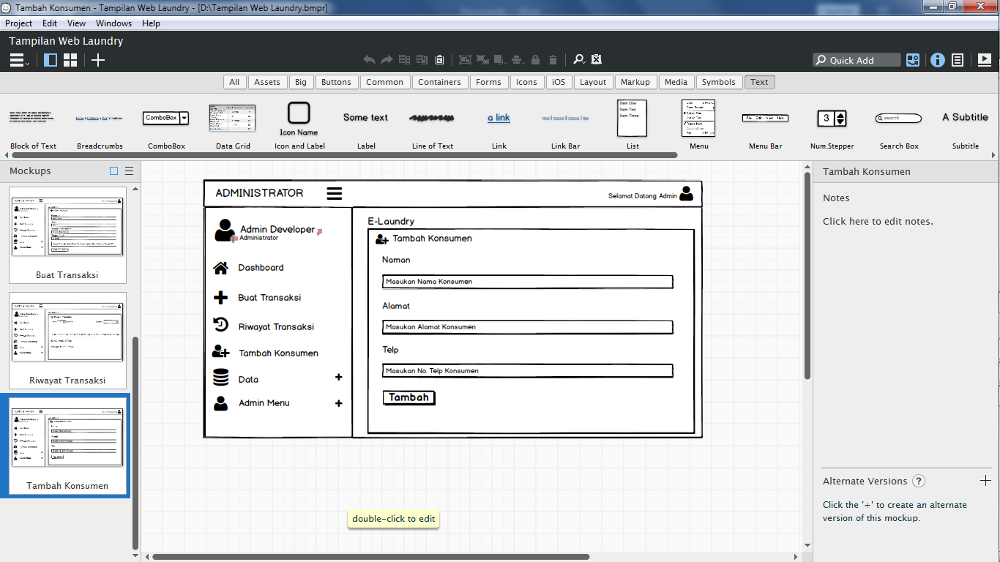 Tambah Konsumen - Tampilan Web Laundry - [D:\Tampilan Web Laundry.bmpr]
Project Edit View Windows Help
Tampilan Web Laundry
Quick Add
All Assets Big Buttons Common Containers Forms Icons iOS Layout Markup Media Symbols Text
ComboBox
Icon Name
Some text
a link
Item One
Item Two
Item Three
File Edit View Help
3
search
A Subtitle
Block of Text Breadcrumbs ComboBox Data Grid Icon and Label Label Line of Text Link Link Bar List Menu Menu Bar Num.Stepper Search Box Subtitle
Mockups
Buat Transaksi
Riwayat Transaksi
Tambah Konsumen
ADMINISTRATOR
Selamat Datang Admin
Admin Developer
Administrator
Dashboard
Buat Transaksi
Riwayat Transaksi
Tambah Konsumen
Data +
Admin Menu +
E-Laundry
Tambah Konsumen
Naman
Masukan Nama Konsumen
Alamat
Masukan Alamat Konsumen
Telp
Masukan No. Telp Konsumen
Tambah
double-click to edit
Tambah Konsumen
Notes
Click here to edit notes.
Alternate Versions ?
Click the '+' to create an alternate
version of this mockup.